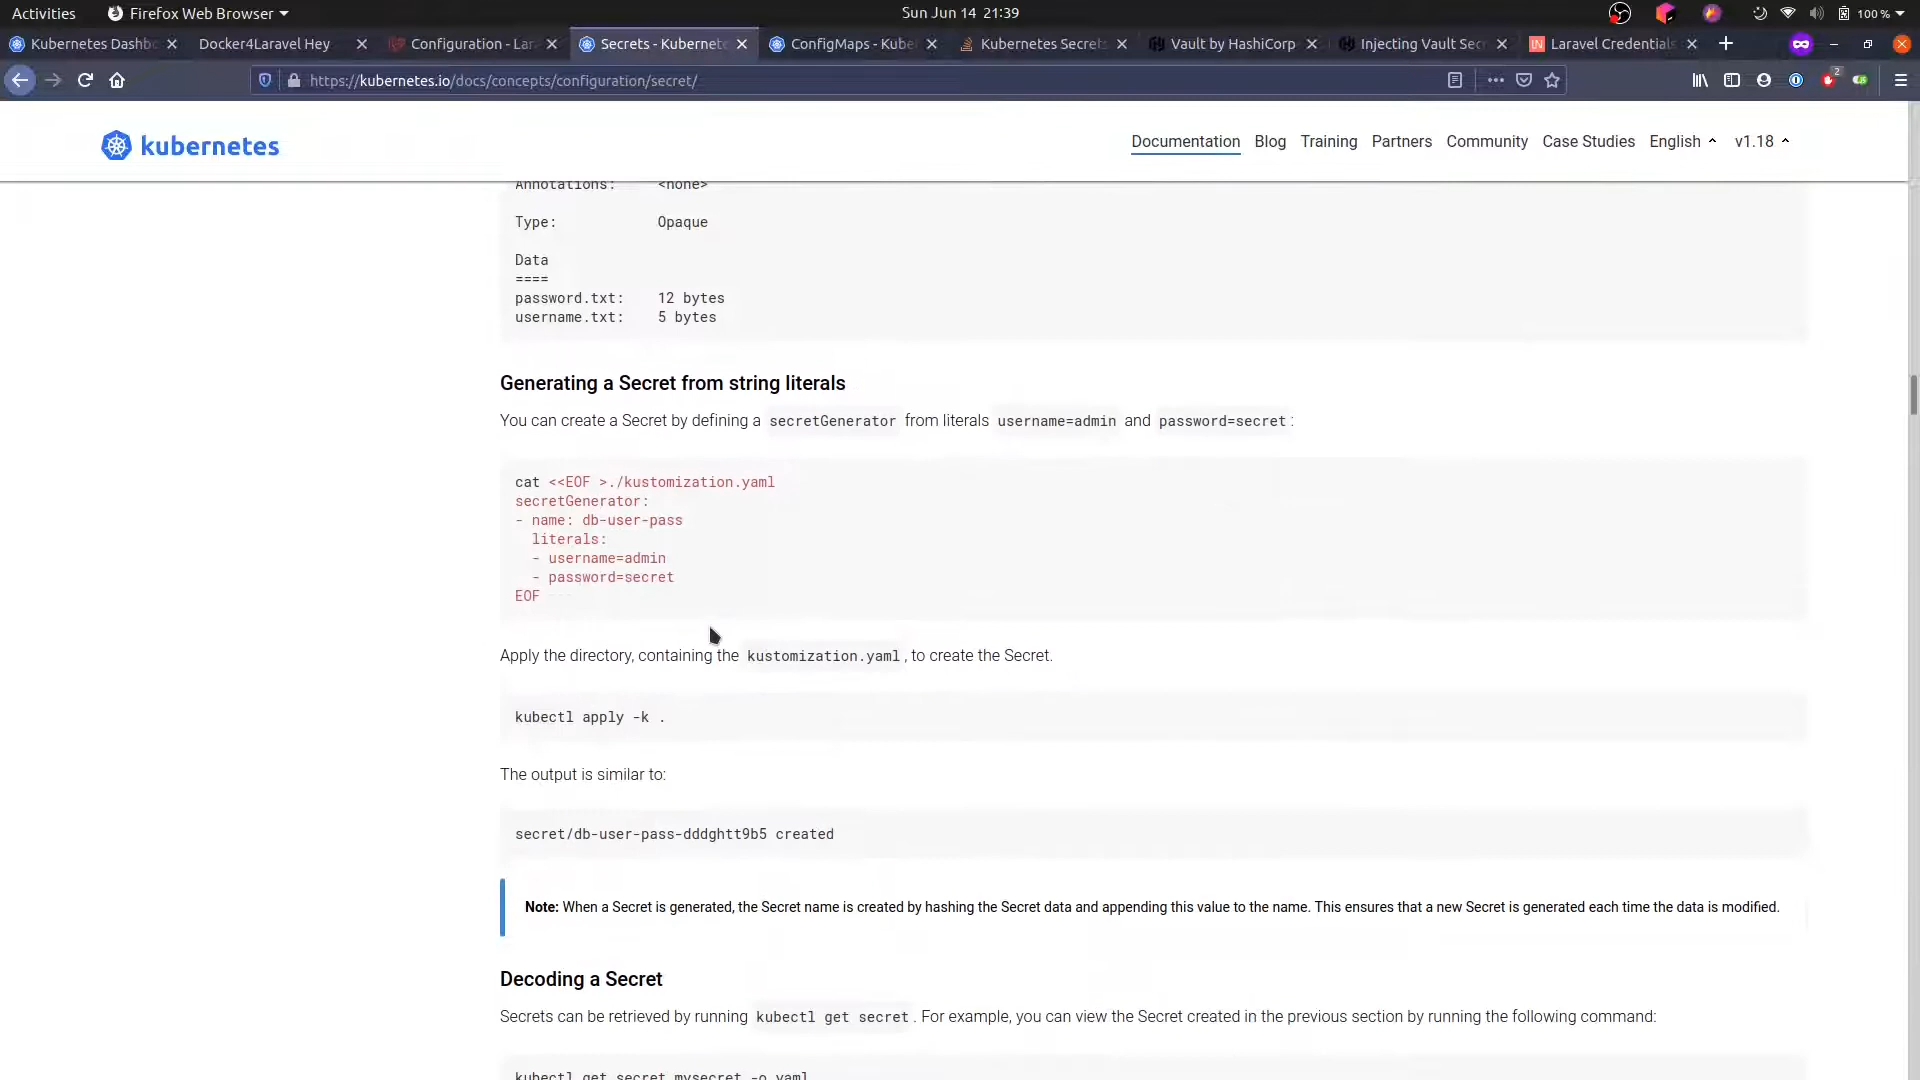 Activities
Firefox Web Browser
Sun Jun 14 21:39
100 %
Kubernetes Dashb
Docker4Laravel Hey
Configuration - Lar
Secrets - Kubernete
ConfigMaps - Kube
Kubernetes Secrets
Vault by HashiCorp
Injecting Vault Sec
IN Laravel Credentials
https://kubernetes.io/docs/concepts/configuration/secret/
2
kubernetes
Documentation Blog Training Partners Community Case Studies English v1.18
Annotations: <none>
Type: Opaque
Data
====
password.txt: 12 bytes
username.txt: 5 bytes
Generating a Secret from string literals
You can create a Secret by defining a secretGenerator from literals username=admin and password=secret :
cat <<EOF >./kustomization.yaml
secretGenerator:
- name: db-user-pass
literals:
- username=admin
- password=secret
EOF
Apply the directory, containing the kustomization.yaml , to create the Secret.
kubectl apply -k .
The output is similar to:
secret/db-user-pass-dddghtt9b5 created
Note: When a Secret is generated, the Secret name is created by hashing the Secret data and appending this value to the name. This ensures that a new Secret is generated each time the data is modified.
Decoding a Secret
Secrets can be retrieved by running kubectl get secret . For example, you can view the Secret created in the previous section by running the following command:
kubectl get secret mysecret -o yaml